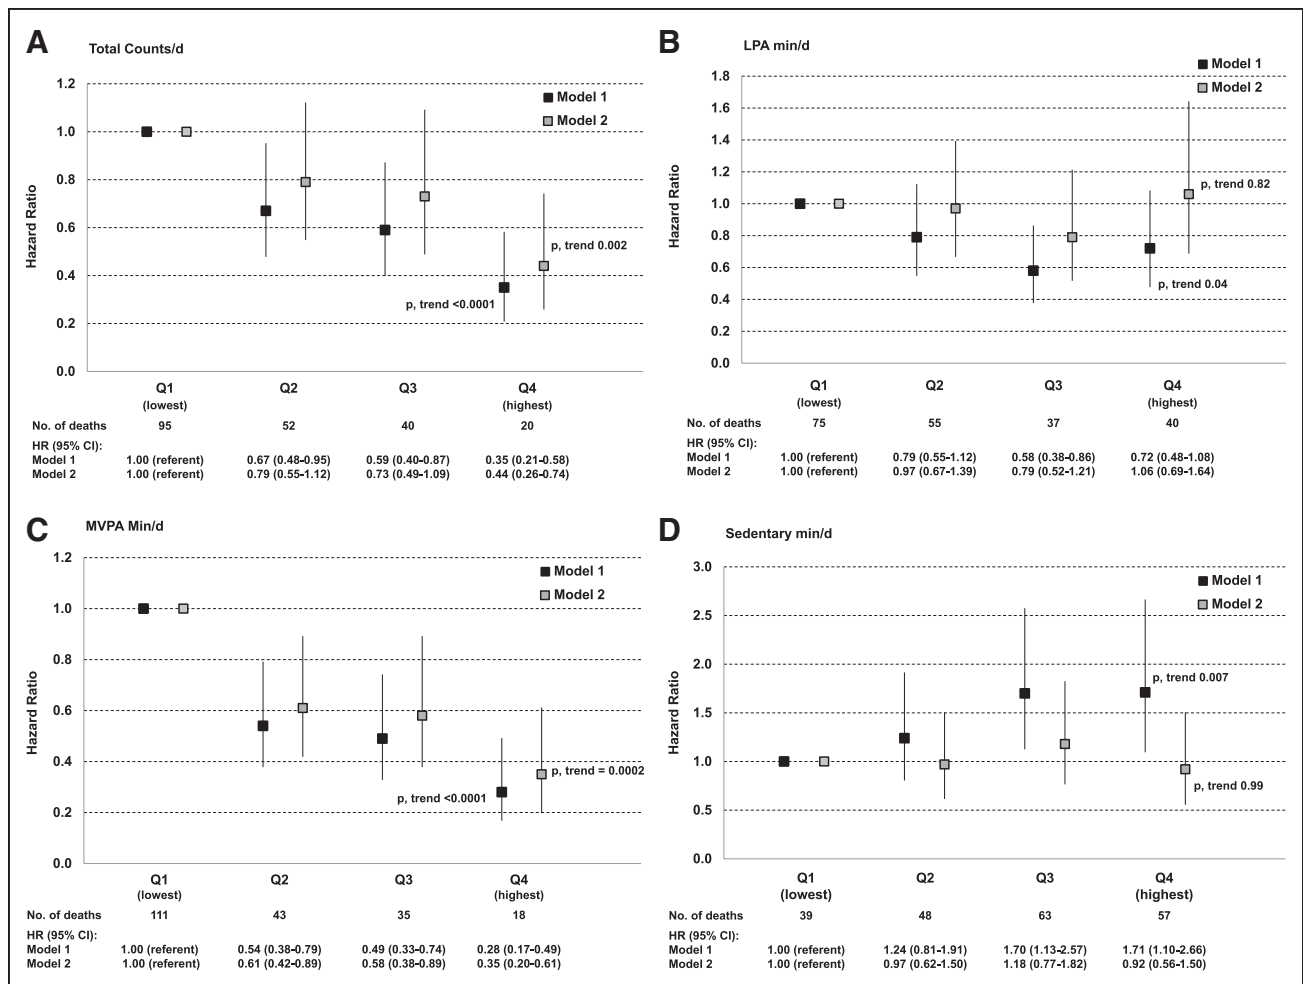 A
Total Counts/d
1.2
1.0
0.8
0.6
0.4
0.2
0.0
Hazard Ratio
Model 1
Model 2
p, trend 0.002
p, trend <0.0001
Q1 Q2 Q3 Q4
(lowest) (highest)
No. of deaths 95 52 40 20
HR (95% CI):
Model 1 1.00 (referent) 0.67 (0.48-0.95) 0.59 (0.40-0.87) 0.35 (0.21-0.58)
Model 2 1.00 (referent) 0.79 (0.55-1.12) 0.73 (0.49-1.09) 0.44 (0.26-0.74)
B
LPA min/d
1.8
1.6
1.4
1.2
1.0
0.8
0.6
0.4
0.2
0.0
Hazard Ratio
Model 1
Model 2
p, trend 0.82
p, trend 0.04
Q1 Q2 Q3 Q4
(lowest) (highest)
No. of deaths 75 55 37 40
HR (95% CI):
Model 1 1.00 (referent) 0.79 (0.55-1.12) 0.58 (0.38-0.86) 0.72 (0.48-1.08)
Model 2 1.00 (referent) 0.97 (0.67-1.39) 0.79 (0.52-1.21) 1.06 (0.69-1.64)
C
MVPA Min/d
1.2
1.0
0.8
0.6
0.4
0.2
0.0
Hazard Ratio
Model 1
Model 2
p, trend = 0.0002
p, trend <0.0001
Q1 Q2 Q3 Q4
(lowest) (highest)
No. of deaths 111 43 35 18
HR (95% CI):
Model 1 1.00 (referent) 0.54 (0.38-0.79) 0.49 (0.33-0.74) 0.28 (0.17-0.49)
Model 2 1.00 (referent) 0.61 (0.42-0.89) 0.58 (0.38-0.89) 0.35 (0.20-0.61)
D
Sedentary min/d
3.0
2.5
2.0
1.5
1.0
0.5
0.0
Hazard Ratio
Model 1
Model 2
p, trend 0.007
p, trend 0.99
Q1 Q2 Q3 Q4
(lowest) (highest)
No. of deaths 39 48 63 57
HR (95% CI):
Model 1 1.00 (referent) 1.24 (0.81-1.91) 1.70 (1.13-2.57) 1.71 (1.10-2.66)
Model 2 1.00 (referent) 0.97 (0.62-1.50) 1.18 (0.77-1.82) 0.92 (0.56-1.50)